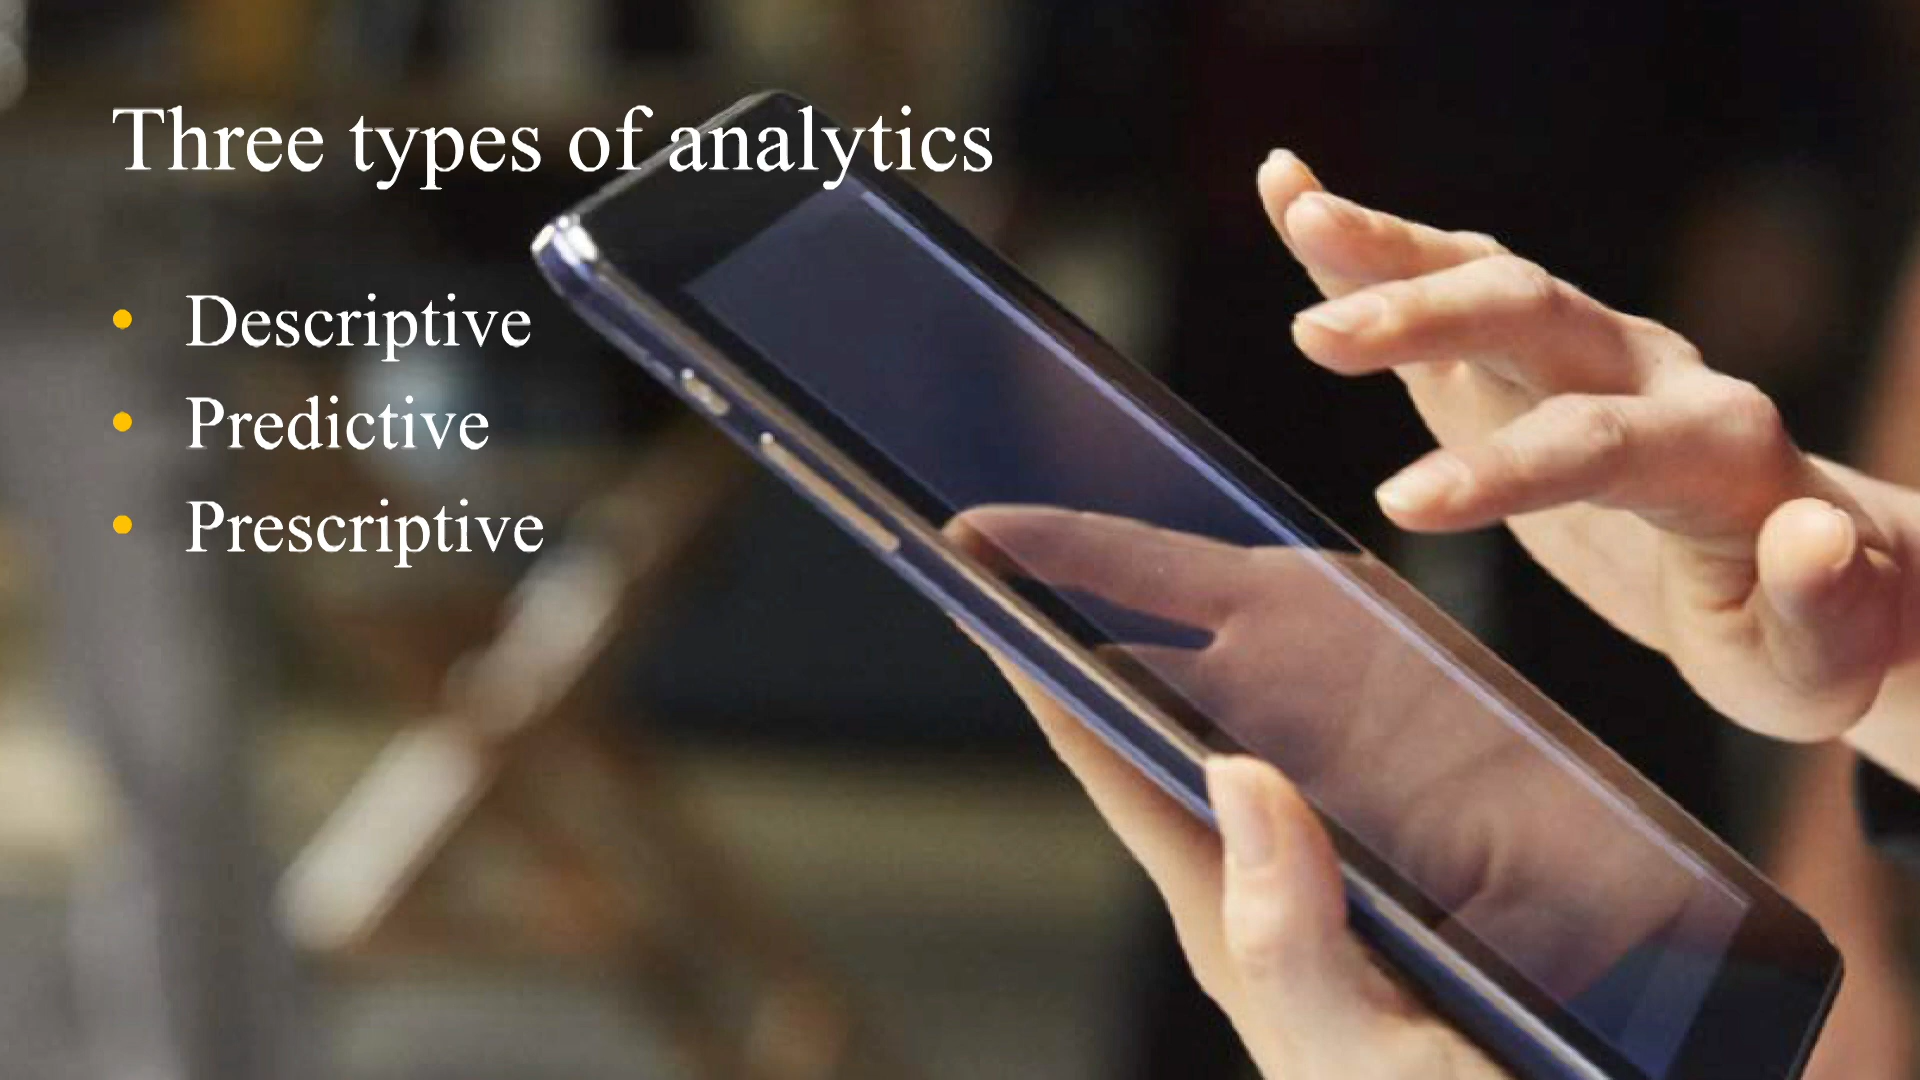 Three types of analytics
• Descriptive
• Predictive
• Prescriptive